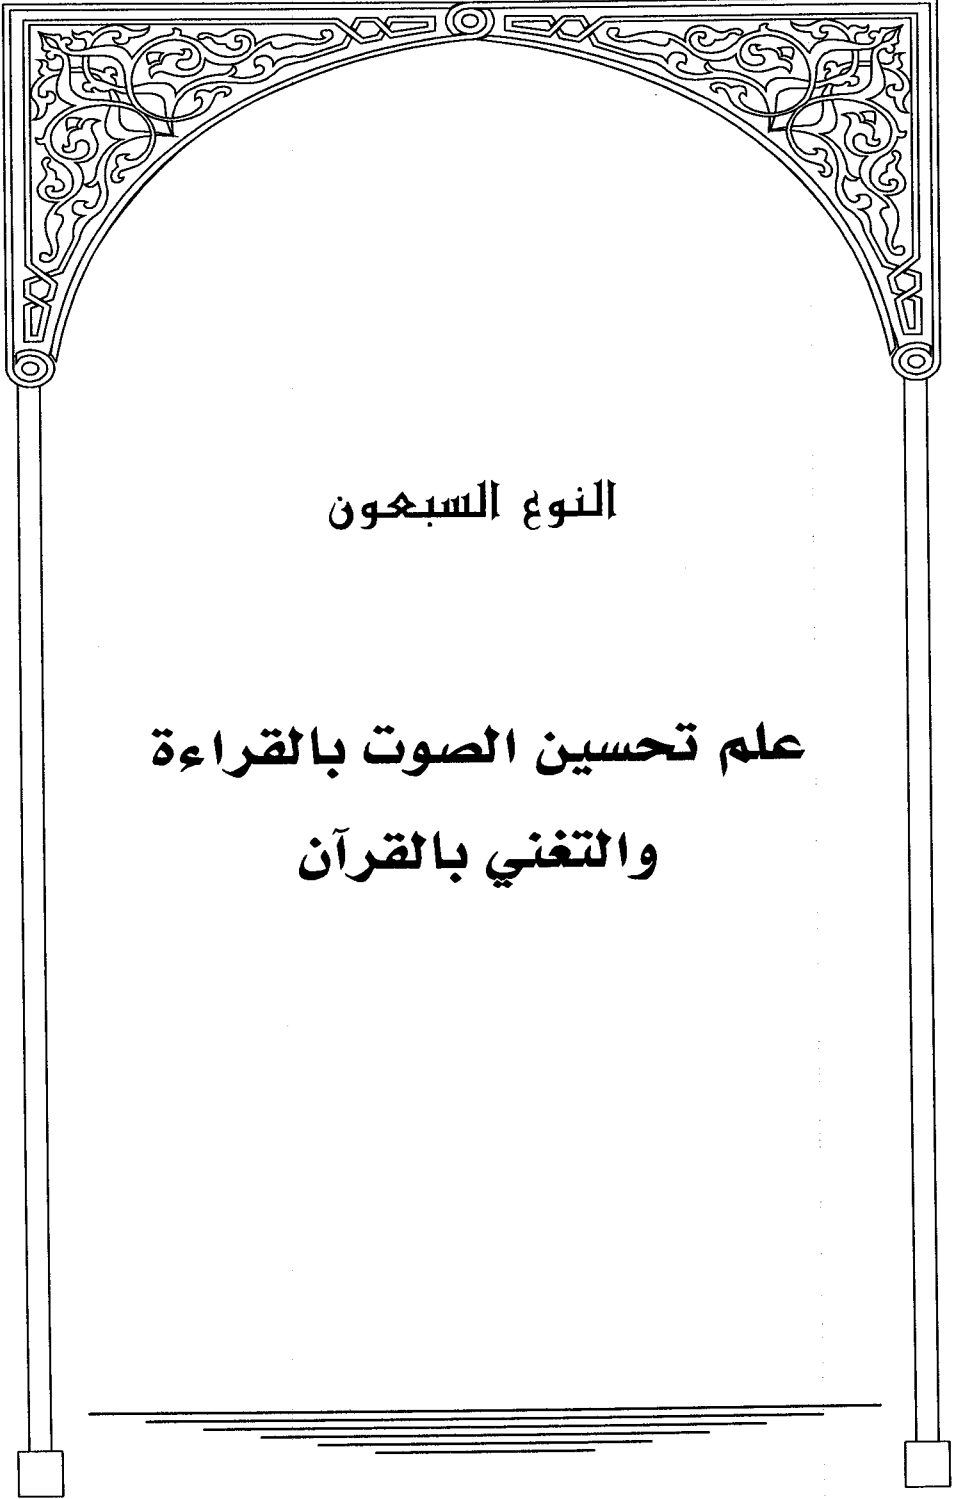 النوع السبعون
علم تحسين الصوت بالقراءة
والتغني بالقرآن